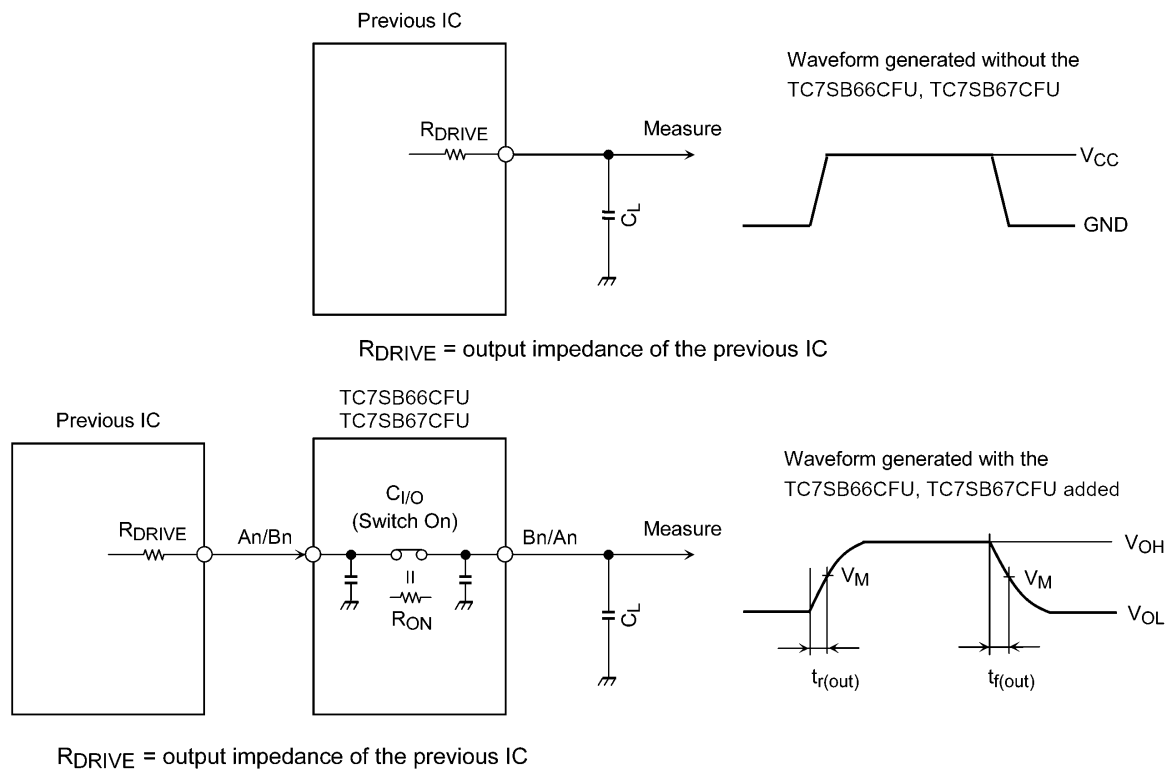 Previous IC
Waveform generated without the
TC7SB66CFU, TC7SB67CFU
RDRIVE
Measure
CL
VCC
GND
RDRIVE = output impedance of the previous IC
TC7SB66CFU
TC7SB67CFU
Previous IC
Waveform generated with the
TC7SB66CFU, TC7SB67CFU added
CI/O
(Switch On)
RDRIVE
An/Bn
Bn/An
Measure
RON
CL
VOH
VM
VM
VOL
tr(out)
tf(out)
RDRIVE = output impedance of the previous IC